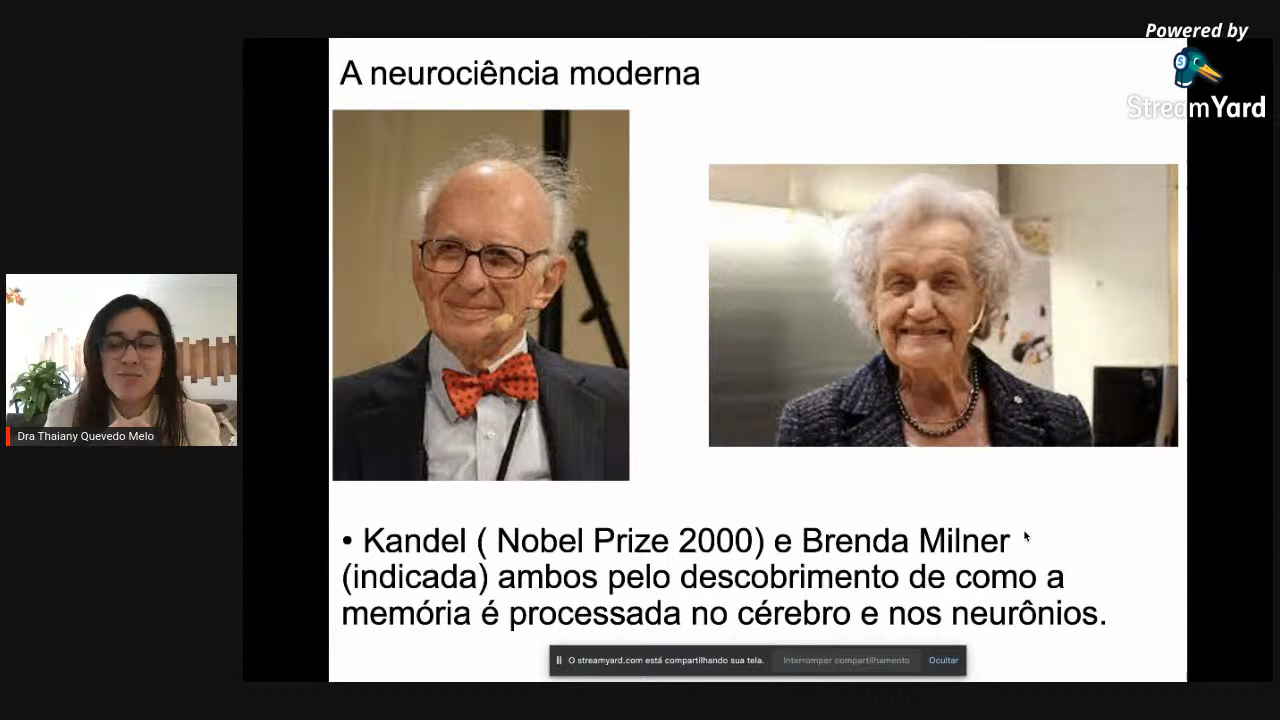 Powered by
StreamYard
A neurociência moderna
Dra Thaiany Quevedo Melo
• Kandel ( Nobel Prize 2000) e Brenda Milner
(indicada) ambos pelo descobrimento de como a
memória é processada no cérebro e nos neurônios.
O streamyard.com está compartilhando sua tela. Interromper compartilhamento Ocultar